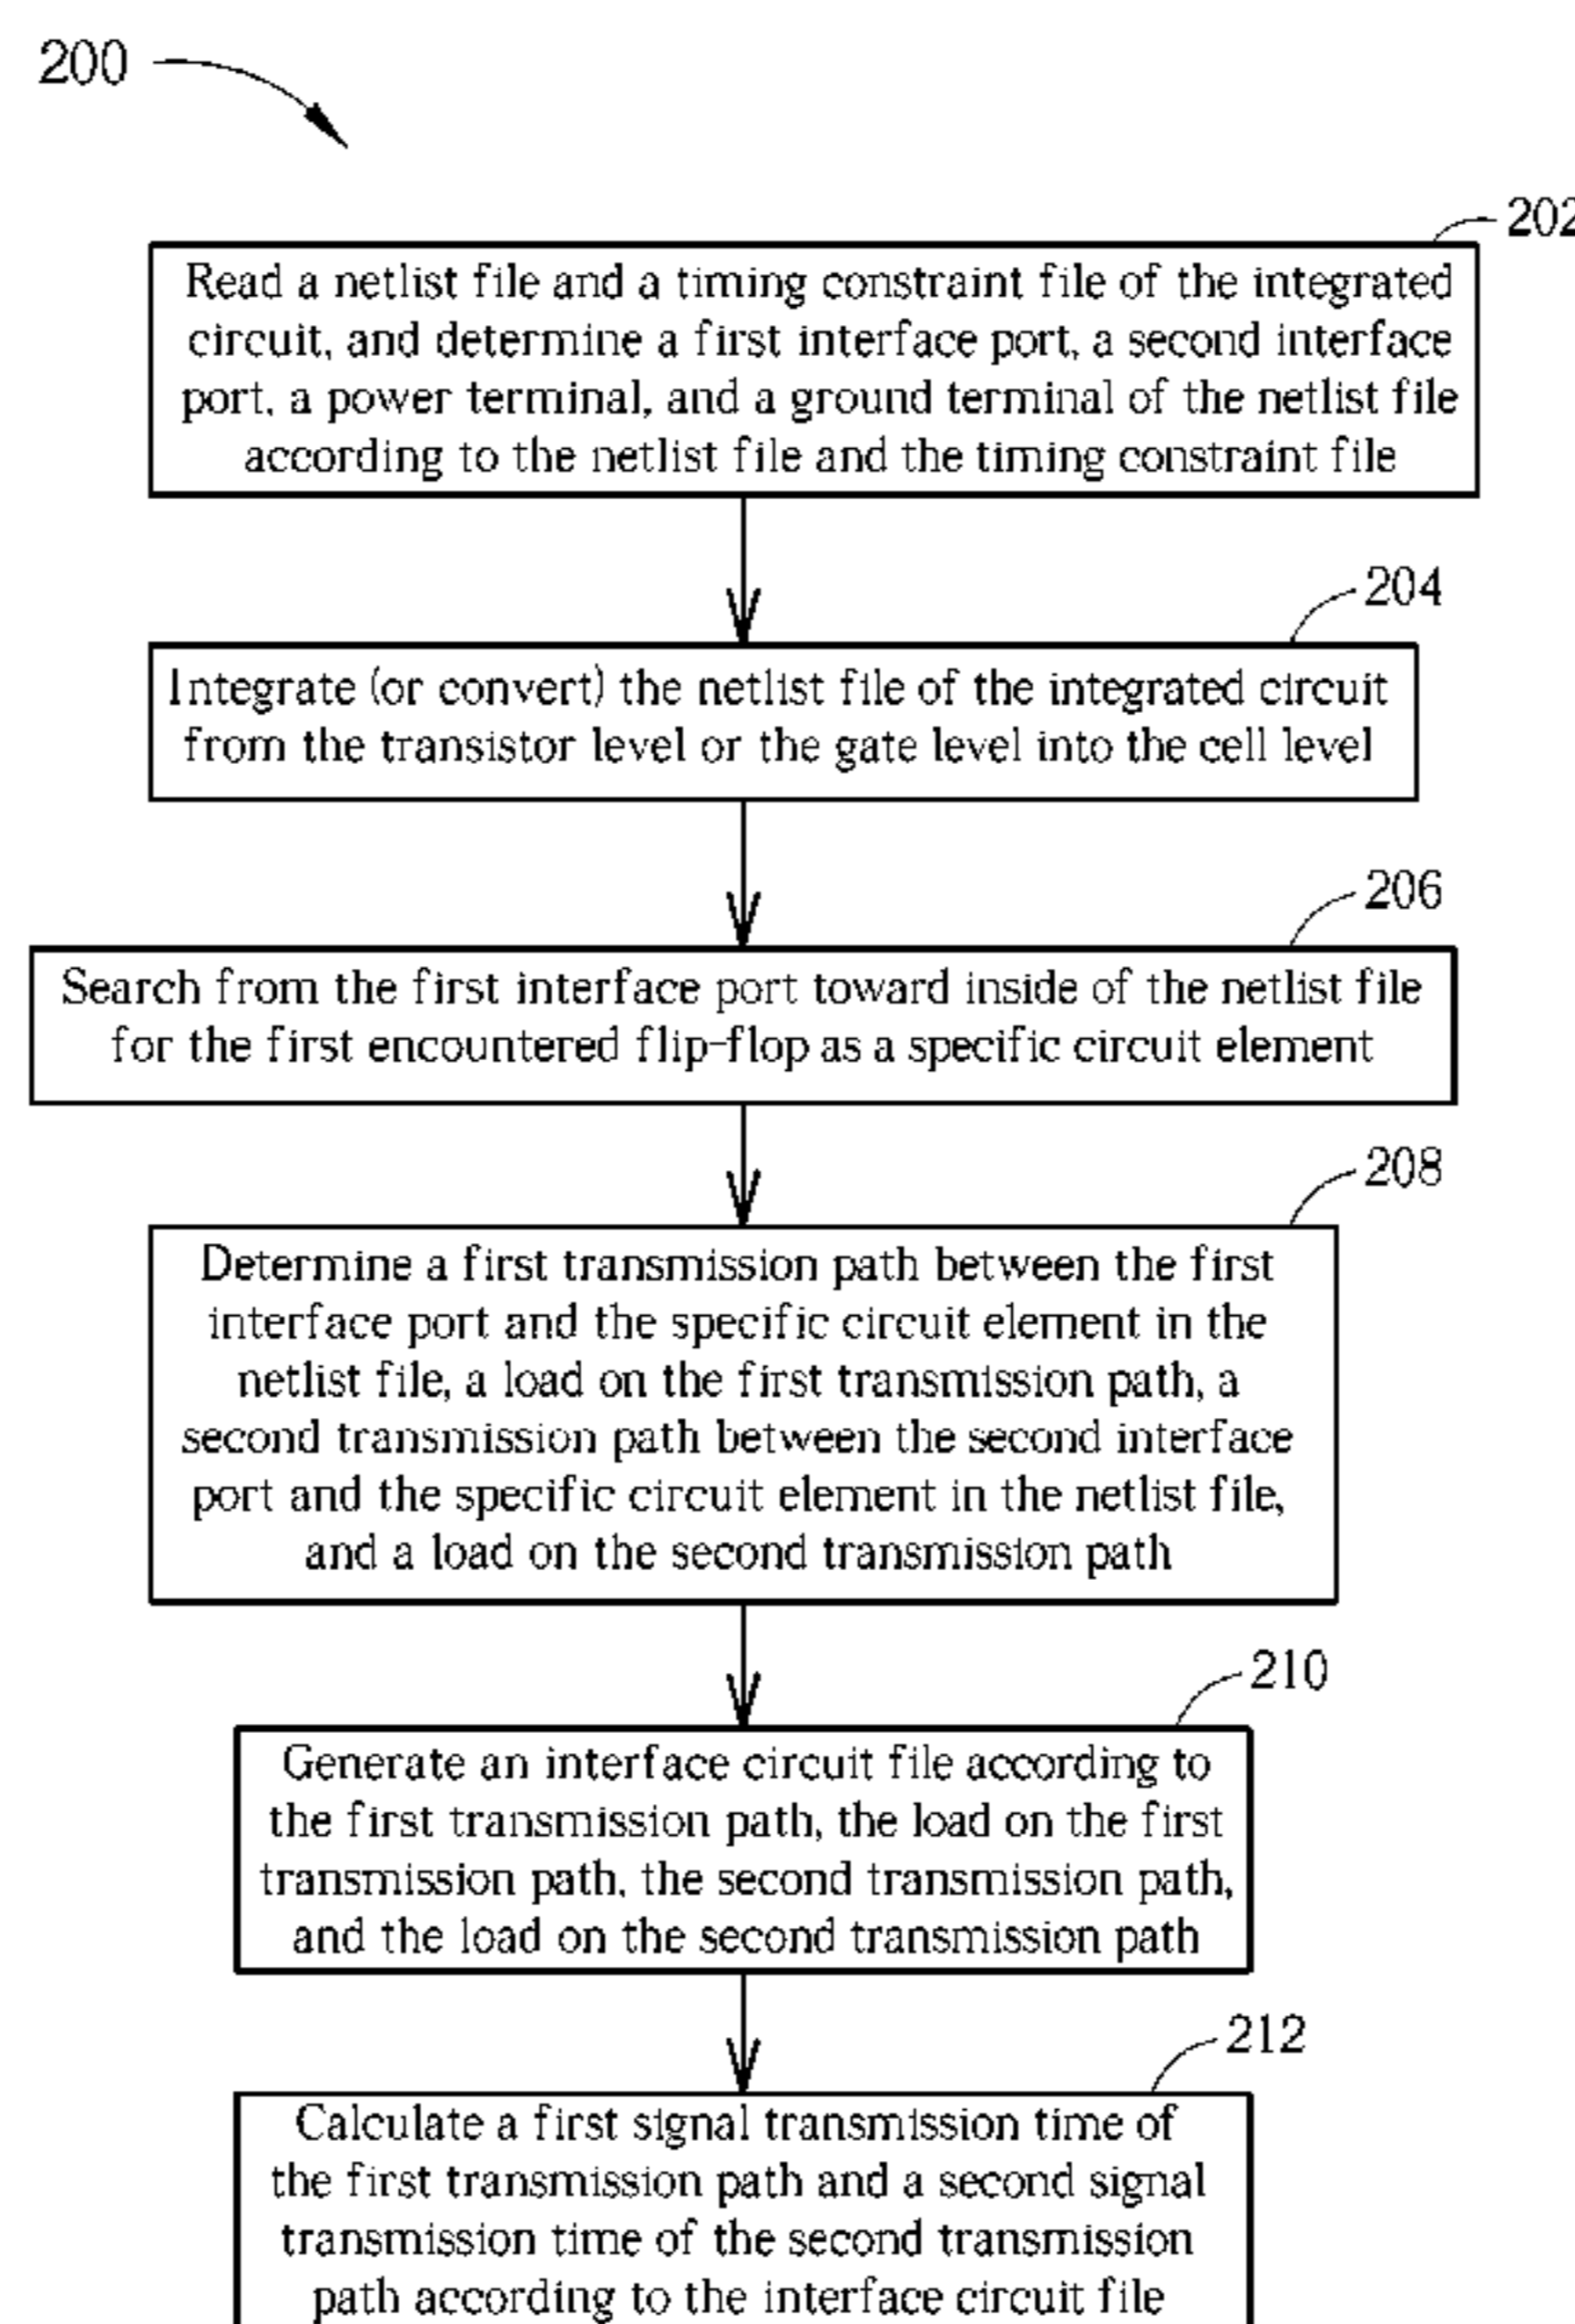 200
202
Read a netlist file and a timing constraint file of the integrated
circuit, and determine a first interface port, a second interface
port, a power terminal, and a ground terminal of the netlist file
according to the netlist file and the timing constraint file
204
Integrate (or convert) the netlist file of the integrated circuit
from the transistor level or the gate level into the cell level
206
Search from the first interface port toward inside of the netlist file
for the first encountered flip-flop as a specific circuit element
208
Determine a first transmission path between the first
interface port and the specific circuit element in the
netlist file, a load on the first transmission path, a
second transmission path between the second interface
port and the specific circuit element in the netlist file,
and a load on the second transmission path
210
Generate an interface circuit file according to
the first transmission path, the load on the first
transmission path, the second transmission path,
and the load on the second transmission path
212
Calculate a first signal transmission time of
the first transmission path and a second signal
transmission time of the second transmission
path according to the interface circuit file